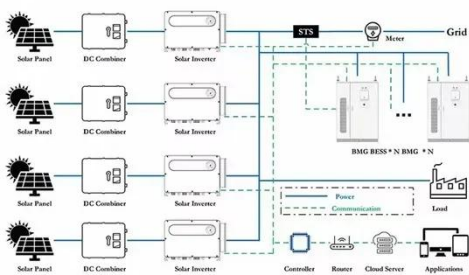 STS
Meter
Grid
Solar Panel DC Combiner Solar Inverter
Solar Panel DC Combiner Solar Inverter
BMG BESS * N BMG * N
Solar Panel DC Combiner Solar Inverter
Power
Communication
Load
Solar Panel DC Combiner Solar Inverter
Controller Router Cloud Server Applications